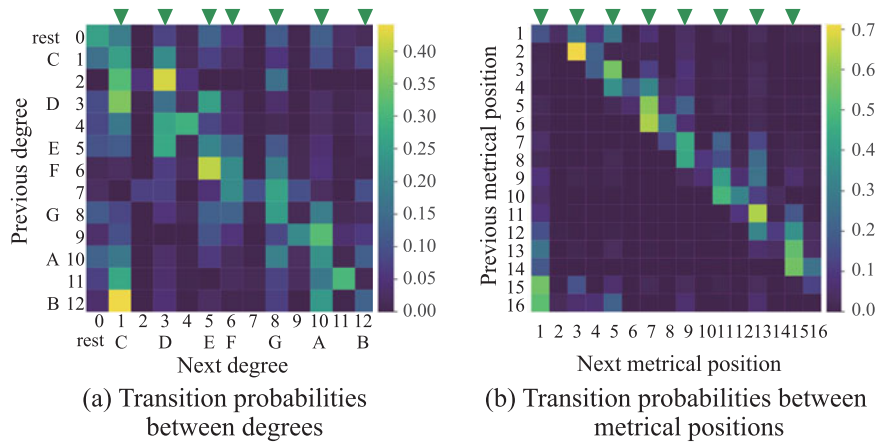 rest 0
C 1
2
D 3
4
E 5
F 6
7
G 8
9
A 10
11
B 12
Previous degree
0 1 2 3 4 5 6 7 8 9 10 11 12
rest C D E F G A B
Next degree
0.40
0.35
0.30
0.25
0.20
0.15
0.10
0.05
0.00
(a) Transition probabilities
between degrees
1
2
3
4
5
6
7
8
9
10
11
12
13
14
15
16
Previous metrical position
1 2 3 4 5 6 7 8 9 10 11 12 13 14 15 16
Next metrical position
0.7
0.6
0.5
0.4
0.3
0.2
0.1
0.0
(b) Transition probabilities between
metrical positions